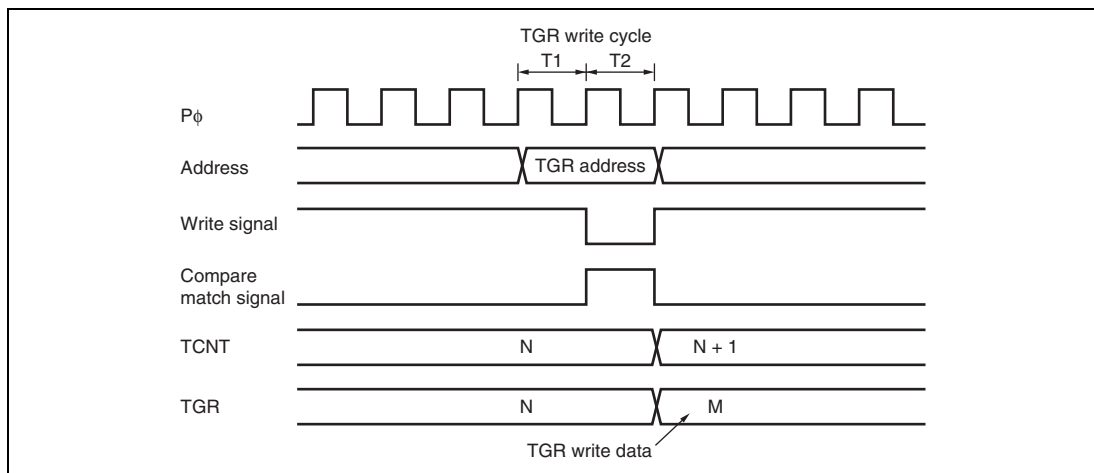 TGR write cycle
T1 T2
Pϕ
Address TGR address
Write signal
Compare
match signal
TCNT N N + 1
TGR N M
TGR write data